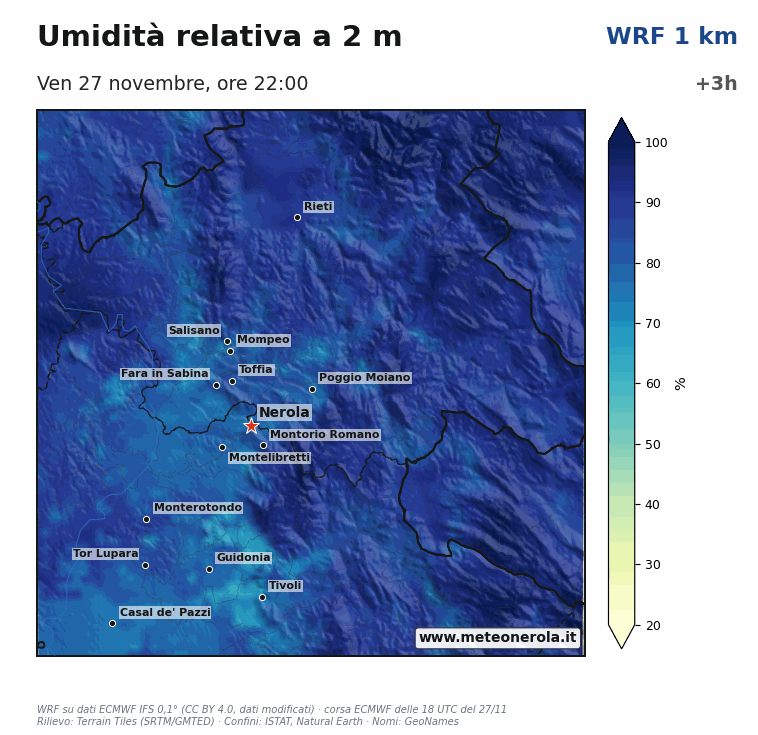 Umidità relativa a 2 m
WRF 1 km
Ven 27 novembre, ore 22:00
+3h
Rieti
Salisano
Mompeo
Fara in Sabina
Toffia
Poggio Moiano
Nerola
Montorio Romano
Montelibretti
Monterotondo
Tor Lupara
Guidonia
Tivoli
Casal de' Pazzi
www.meteonerola.it
100
90
80
70
60
50
40
30
20
%
WRF su dati ECMWF IFS 0,1° (CC BY 4.0, dati modificati) · corsa ECMWF delle 18 UTC del 27/11
Rilievo: Terrain Tiles (SRTM/GMTED) · Confini: ISTAT, Natural Earth · Nomi: GeoNames